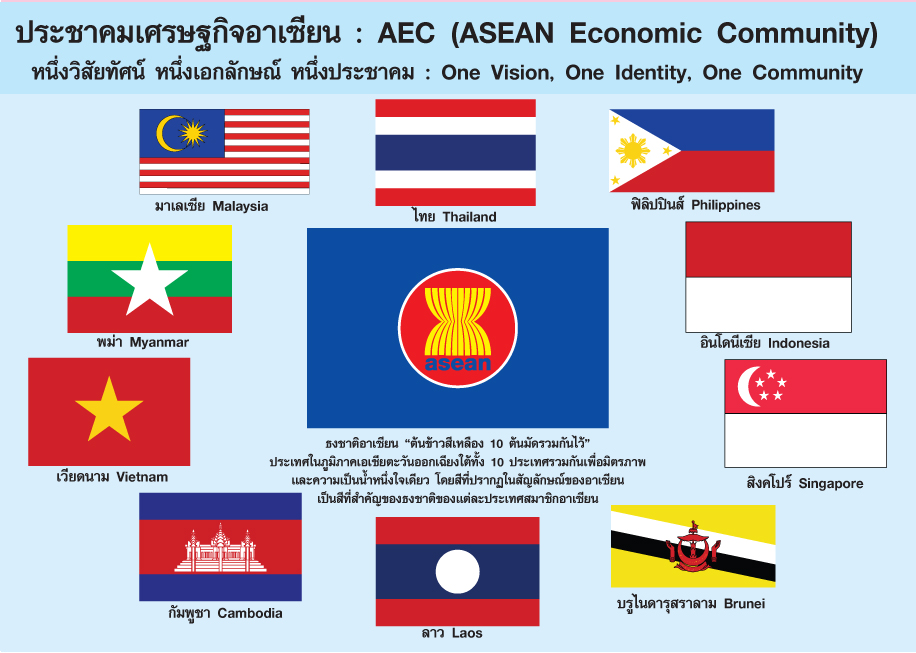 ประชาคมเศรษฐกิจอาเซียน : AEC (ASEAN Economic Community)
หนึ่งวิสัยทัศน์ หนึ่งเอกลักษณ์ หนึ่งประชาคม : One Vision, One Identity, One Community
มาเลเซีย Malaysia
ไทย Thailand
ฟิลิปปินส์ Philippines
พม่า Myanmar
asean
อินโดนีเซีย Indonesia
เวียดนาม Vietnam
ธงชาติอาเซียน “ต้นข้าวสีเหลือง 10 ต้นมัดรวมกันไว้”
ประเทศในภูมิภาคเอเชียตะวันออกเฉียงใต้ทั้ง 10 ประเทศรวมกันเพื่อมิตรภาพ
และความเป็นน้ำหนึ่งใจเดียว โดยสีที่ปรากฏในสัญลักษณ์ของอาเซียน
เป็นสีที่สำคัญของธงชาติของแต่ละประเทศสมาชิกอาเซียน
สิงคโปร์ Singapore
กัมพูชา Cambodia
ลาว Laos
บรูไนดารุสราลาม Brunei